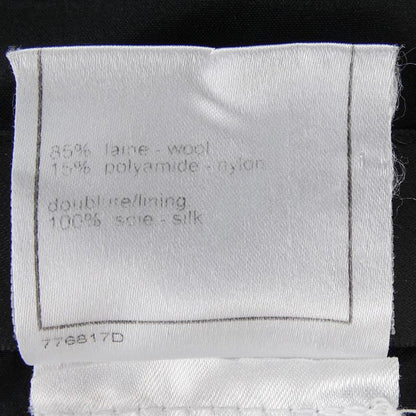 85% laine - wool
15% polyamide - nylon
doublure/lining
100% soie - silk
776817D